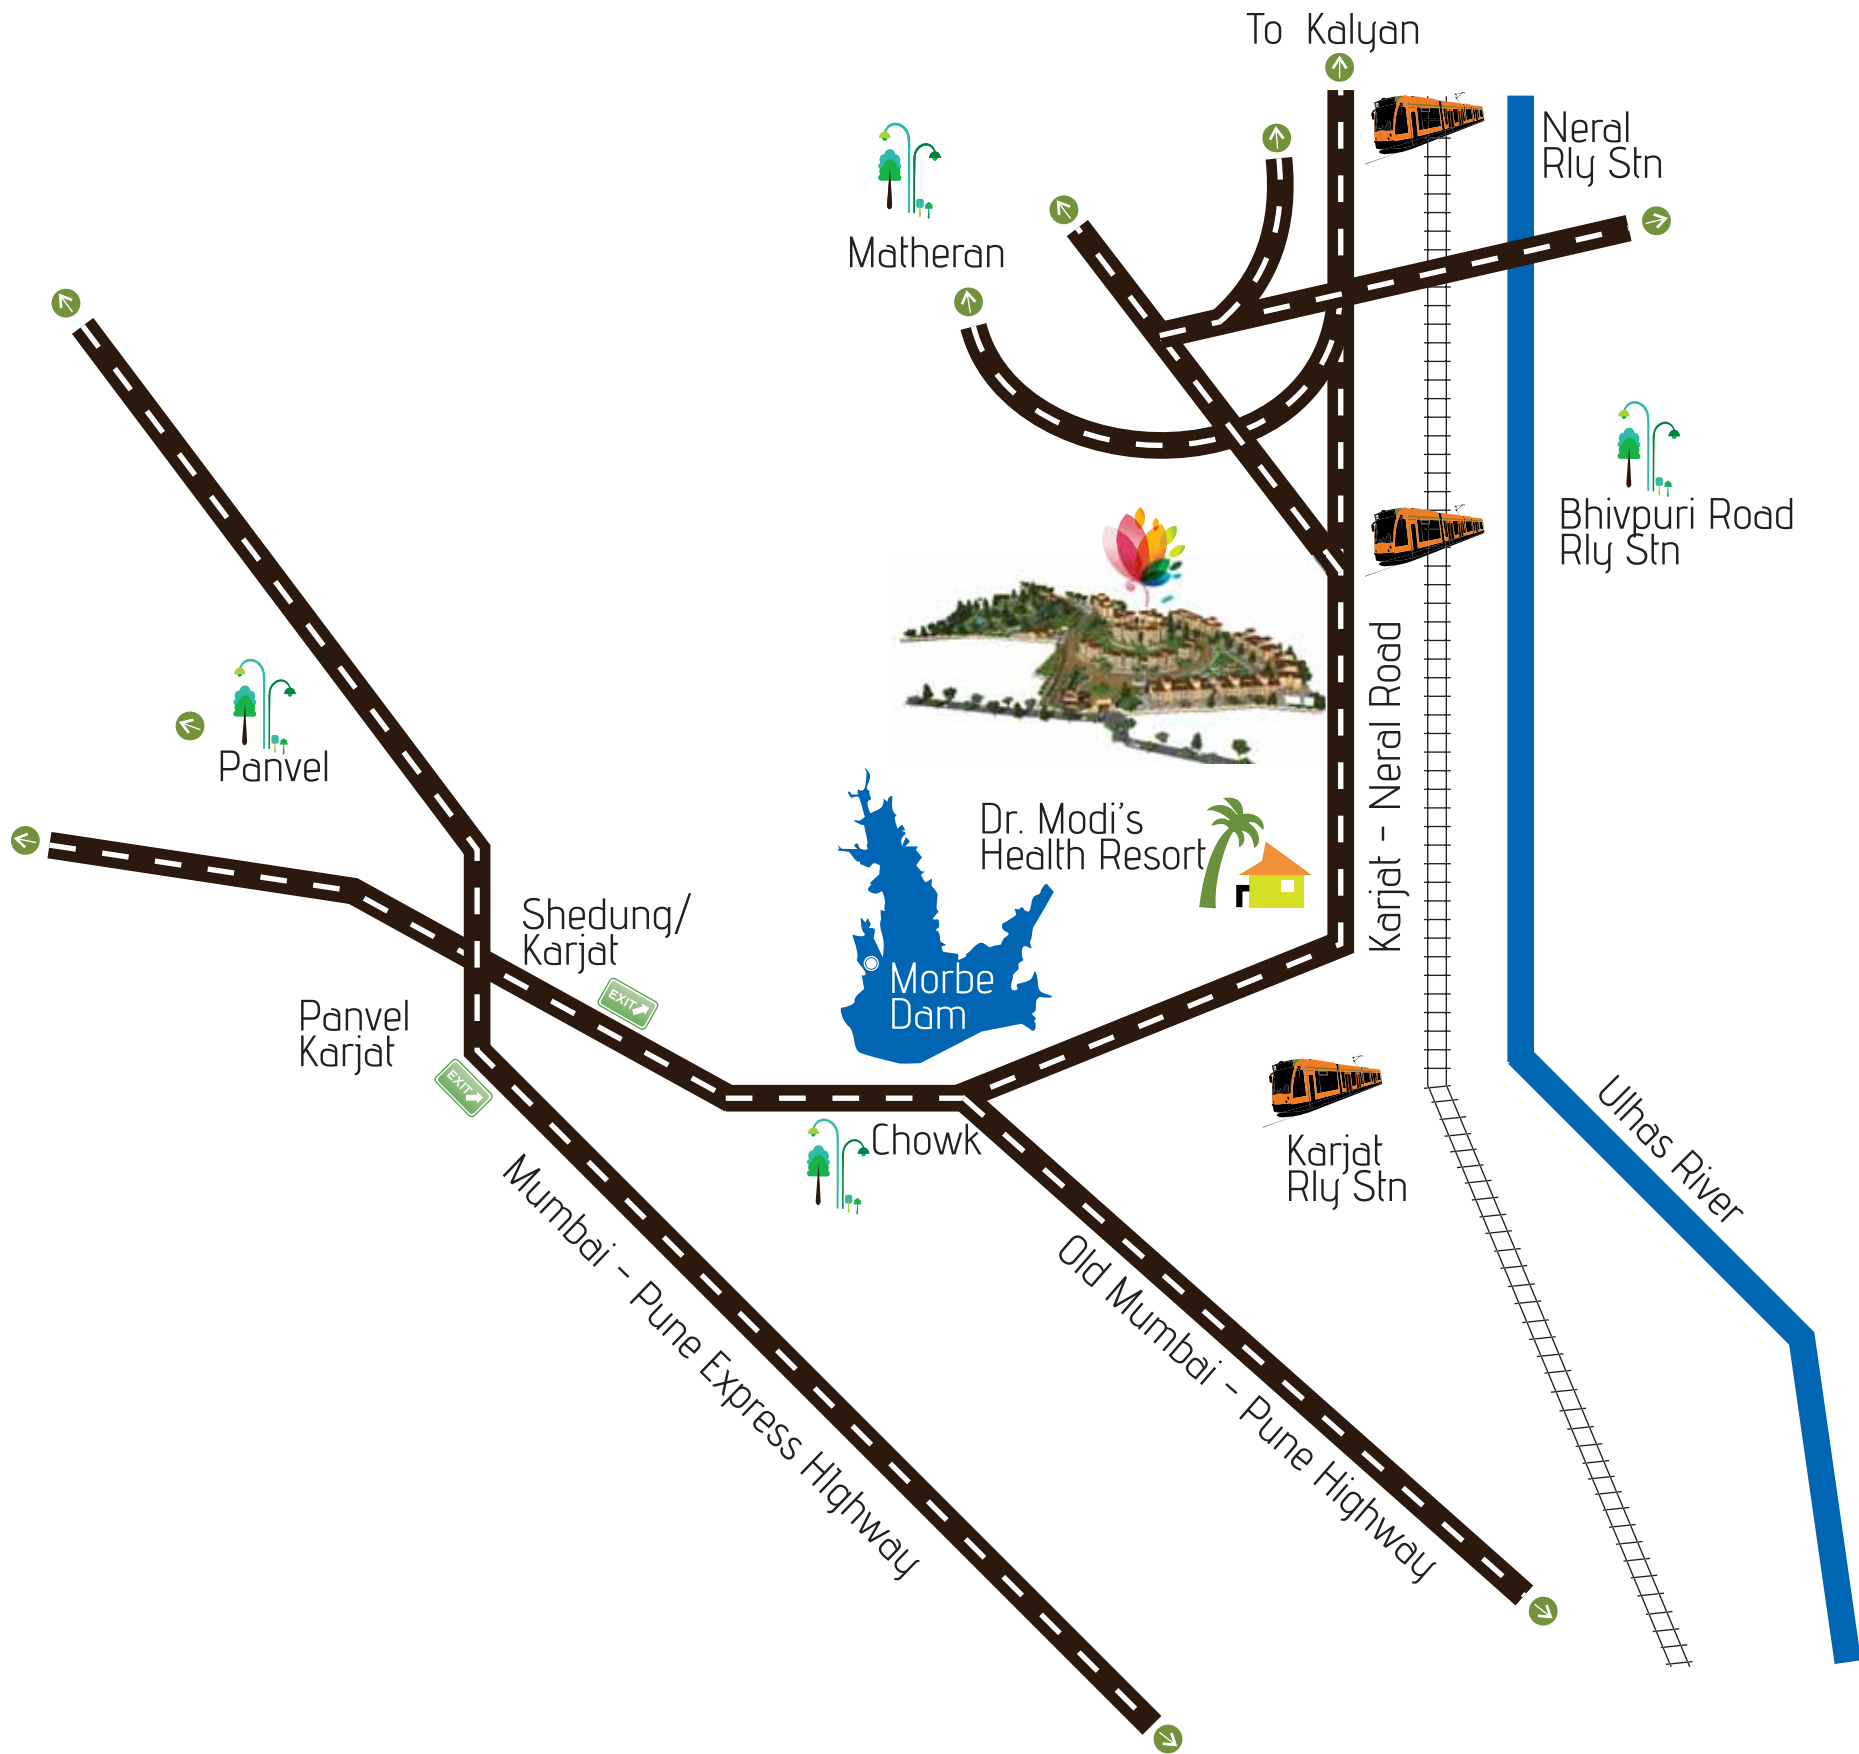 To Kalyan
Neral
Rly Stn
Matheran
Bhivpuri Road
Rly Stn
Panvel
Karjat - Neral Road
Dr. Modi's
Health Resort
Shedung/
Karjat
EXIT
Morbe
Dam
Panvel
Karjat
EXIT
Chowk
Karjat
Rly Stn
Ulhas River
Mumbai - Pune Express HIghway
Old Mumbai - Pune Highway